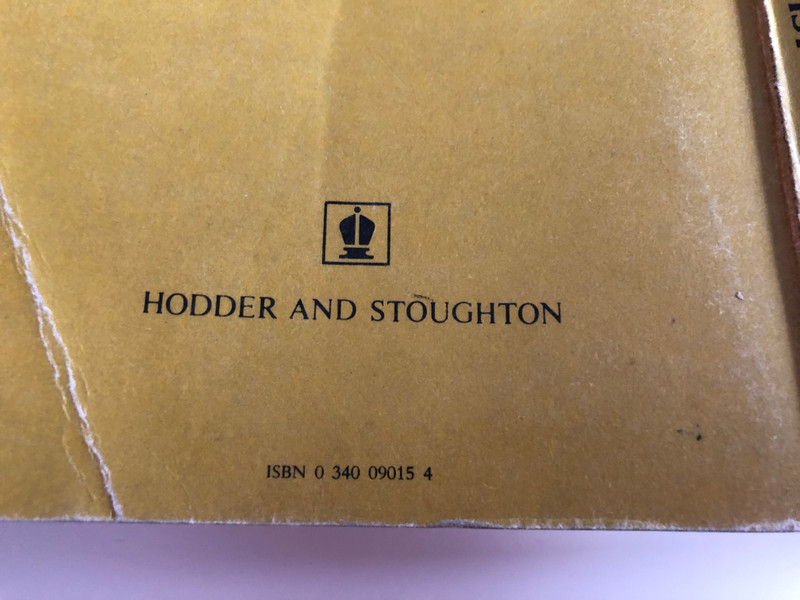 HODDER AND STOUGHTON
ISBN 0 340 09015 4